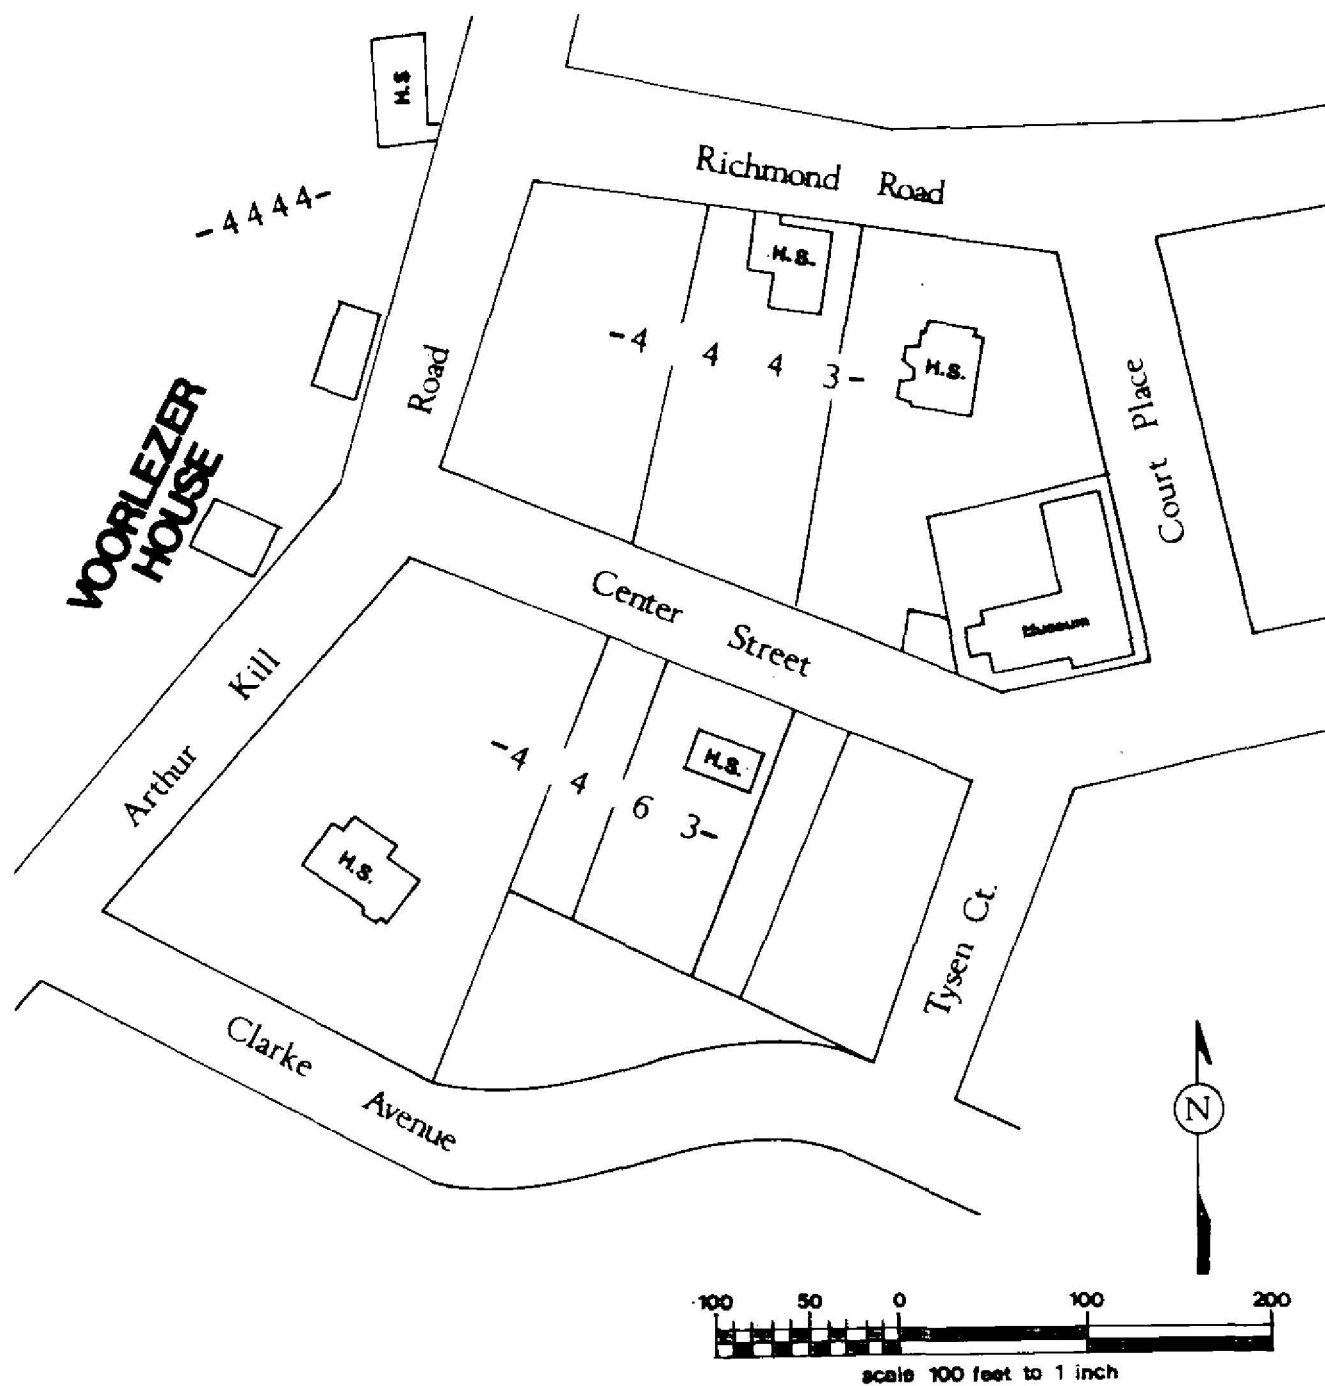 H.S
Richmond Road
-4444-
H.S.
-4 4 4 3-
H.S.
Road
Court Place
VOORLEZER
HOUSE
Center Street
Museum
Arthur Kill
-4 4 6 3-
H.S.
H.S.
Tysen Ct.
Clarke Avenue
N
100 50 0 100 200
scale 100 feet to 1 inch